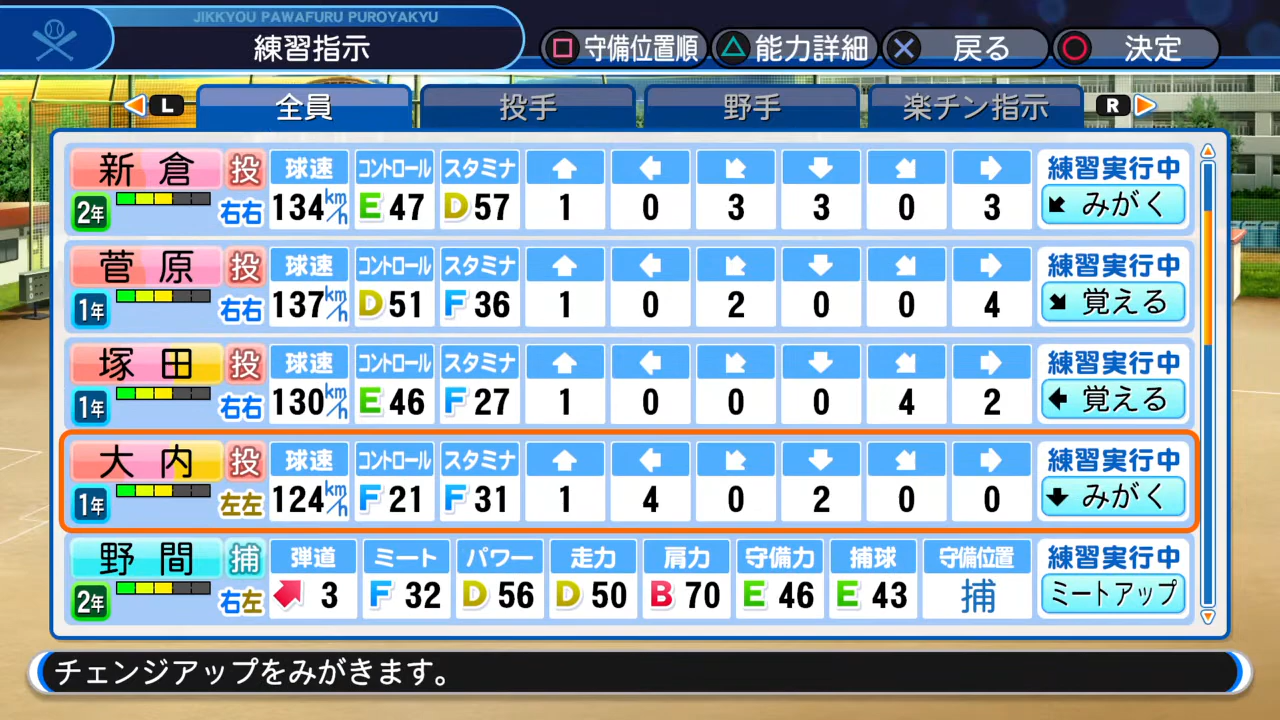 JIKKYOU PAWAFURU PUROYAKYU
練習指示
守備位置順 能力詳細 戻る 決定
L 全員 投手 野手 楽チン指示 R
新倉 投 球速 コントロール スタミナ 練習実行中
2年 右右 134km/h E 47 D 57 1 0 3 3 0 3 みがく
菅原 投 球速 コントロール スタミナ 練習実行中
1年 右右 137km/h D 51 F 36 1 0 2 0 0 4 覚える
塚田 投 球速 コントロール スタミナ 練習実行中
1年 右右 130km/h E 46 F 27 1 0 0 0 4 2 覚える
大内 投 球速 コントロール スタミナ 練習実行中
1年 左左 124km/h F 21 F 31 1 4 0 2 0 0 みがく
野間 捕 弾道 ミート パワー 走力 肩力 守備力 捕球 守備位置 練習実行中
2年 右左 3 F 32 D 56 D 50 B 70 E 46 E 43 捕 ミートアップ
チェンジアップをみがきます。